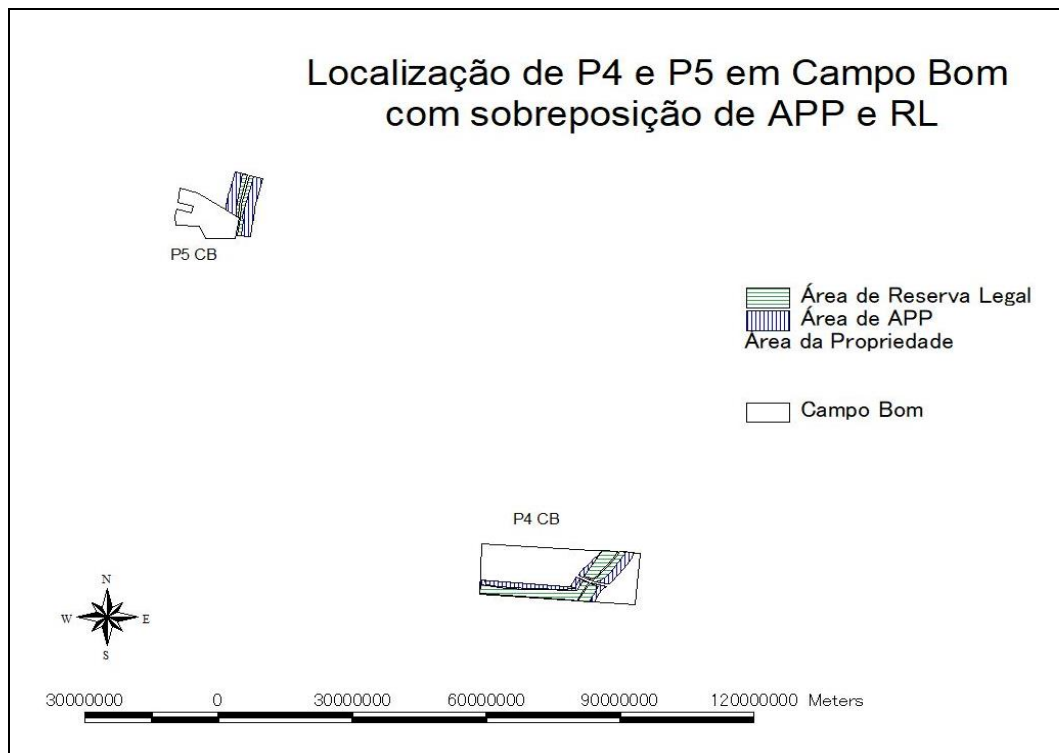 Localização de P4 e P5 em Campo Bom
com sobreposição de APP e RL
P5 CB
Área de Reserva Legal
Área de APP
Área da Propriedade
Campo Bom
P4 CB
N
W E
S
30000000 0 30000000 60000000 90000000 120000000 Meters